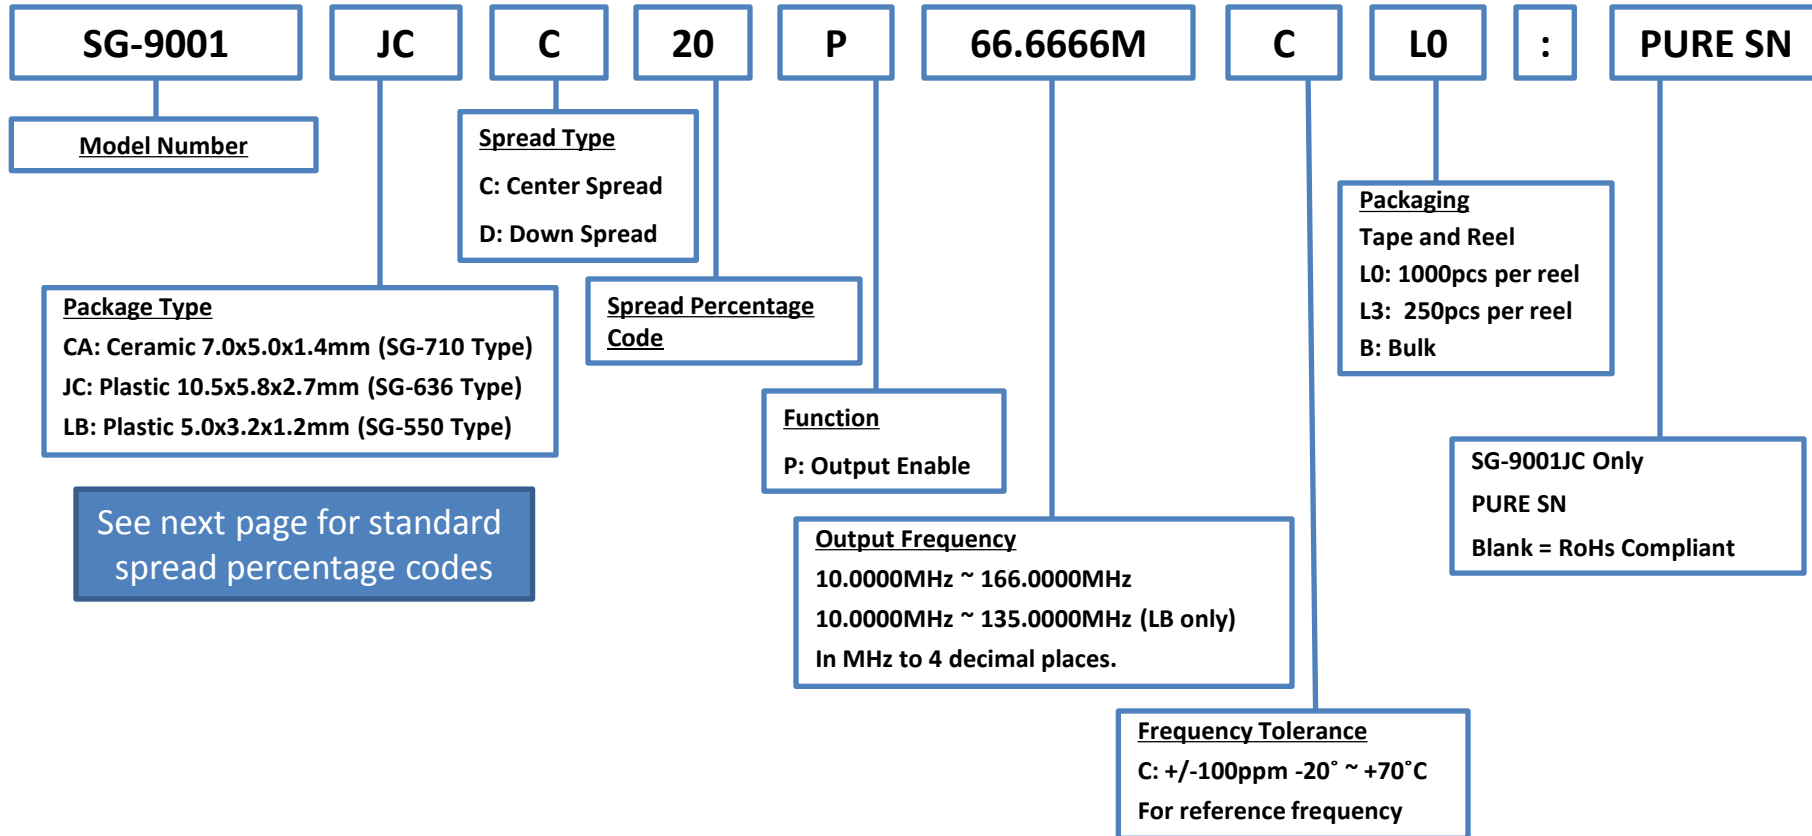 SG-9001 JC C 20 P 66.6666M C L0 : PURE SN
Model Number
Spread Type
C: Center Spread
D: Down Spread
Packaging
Tape and Reel
L0: 1000pcs per reel
L3: 250pcs per reel
B: Bulk
Package Type
CA: Ceramic 7.0x5.0x1.4mm (SG-710 Type)
JC: Plastic 10.5x5.8x2.7mm (SG-636 Type)
LB: Plastic 5.0x3.2x1.2mm (SG-550 Type)
Spread Percentage
Code
Function
P: Output Enable
SG-9001JC Only
PURE SN
Blank = RoHs Compliant
See next page for standard
spread percentage codes
Output Frequency
10.0000MHz ~ 166.0000MHz
10.0000MHz ~ 135.0000MHz (LB only)
In MHz to 4 decimal places.
Frequency Tolerance
C: +/-100ppm -20˚ ~ +70˚C
For reference frequency